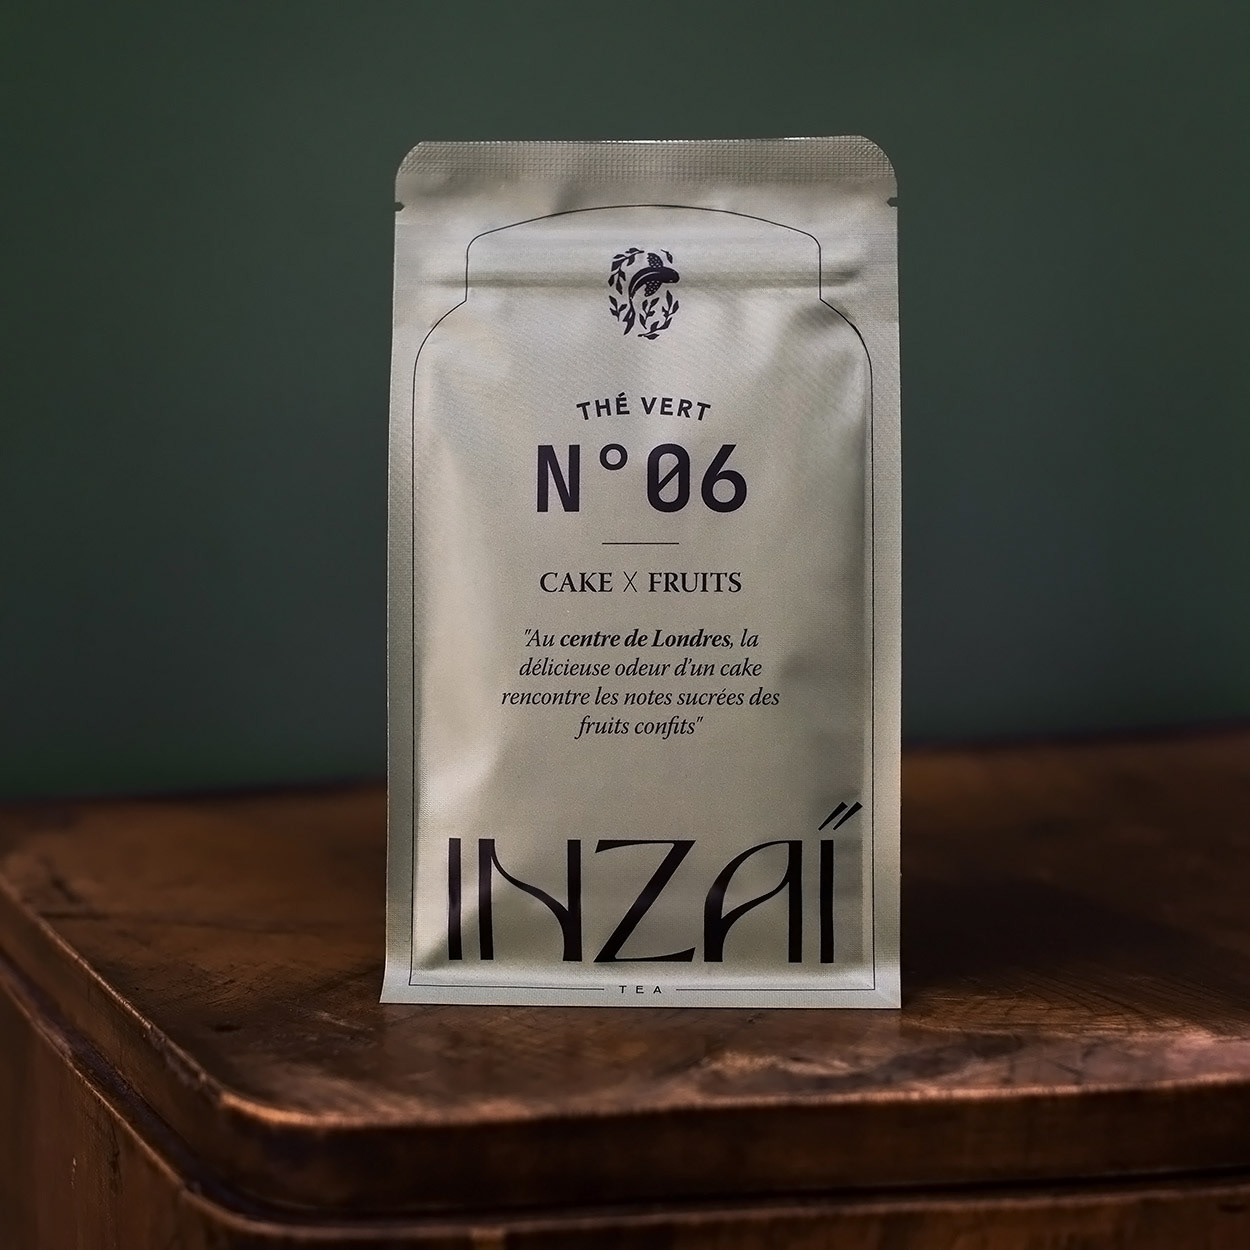 THÉ VERT
N°06
CAKE X FRUITS
"Au centre de Londres, la
délicieuse odeur d'un cake
rencontre les notes sucrées des
fruits confits"
INZAÏ
TEA